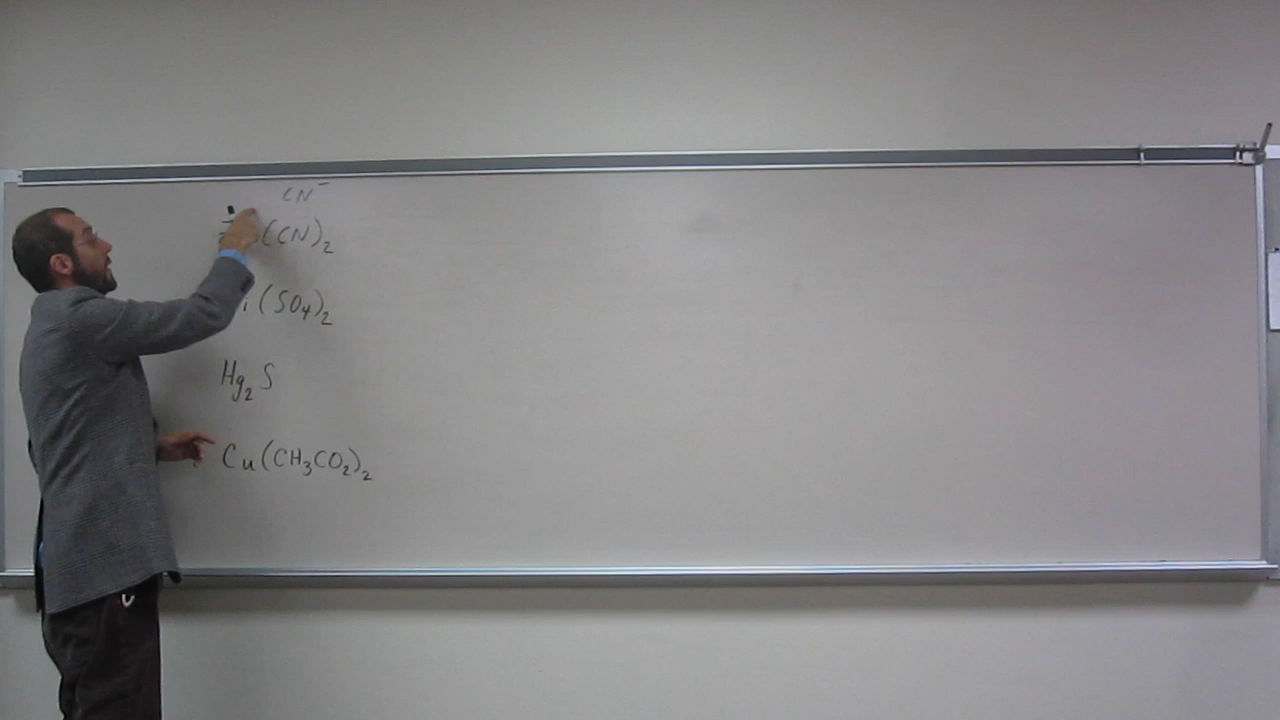 CN⁻
(CN)₂
i(SO₄)₂
Hg₂S
Cu(CH₃CO₂)₂